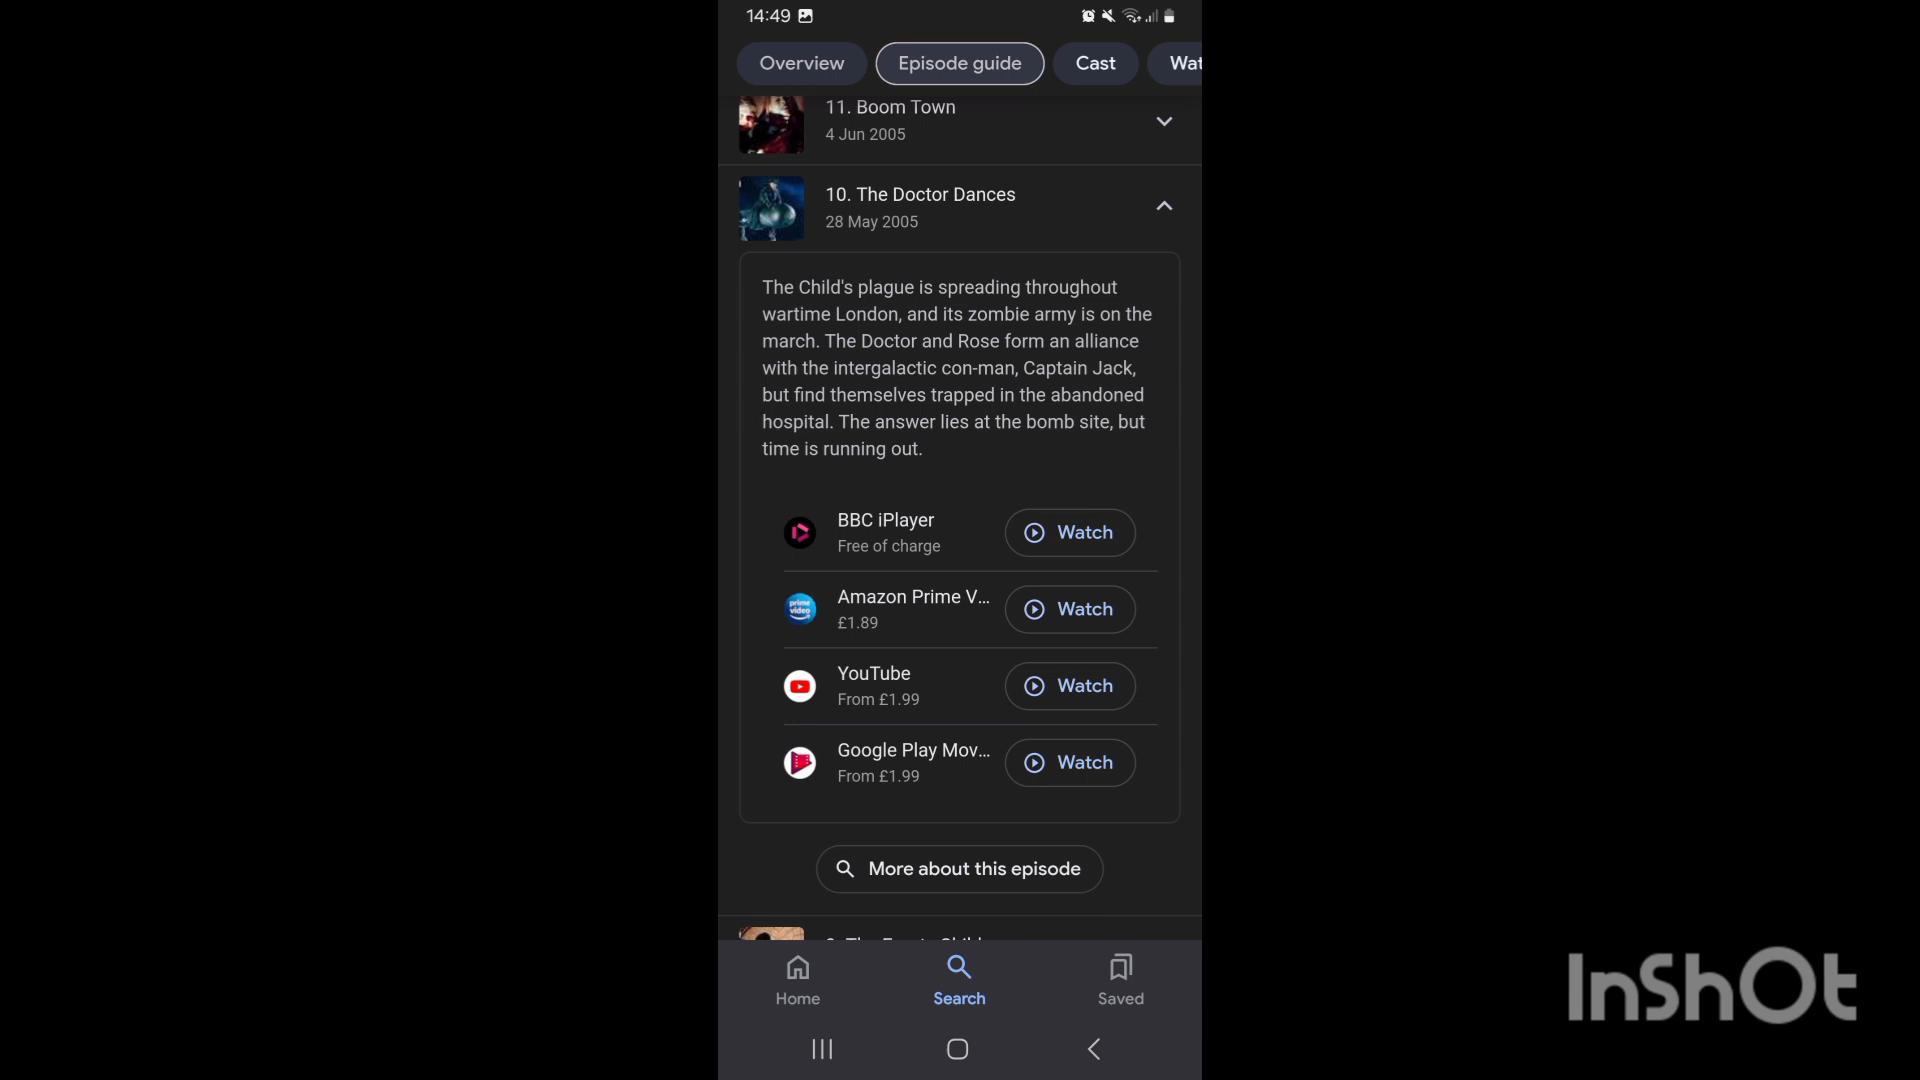 14:49
Overview
Episode guide
Cast
Wat
11. Boom Town
4 Jun 2005
10. The Doctor Dances
28 May 2005
The Child's plague is spreading throughout
wartime London, and its zombie army is on the
march. The Doctor and Rose form an alliance
with the intergalactic con-man, Captain Jack,
but find themselves trapped in the abandoned
hospital. The answer lies at the bomb site, but
time is running out.
BBC iPlayer
Free of charge
Watch
prime
video
Amazon Prime V...
£1.89
Watch
YouTube
From £1.99
Watch
Google Play Mov...
From £1.99
Watch
More about this episode
Home
Search
Saved
InShOt